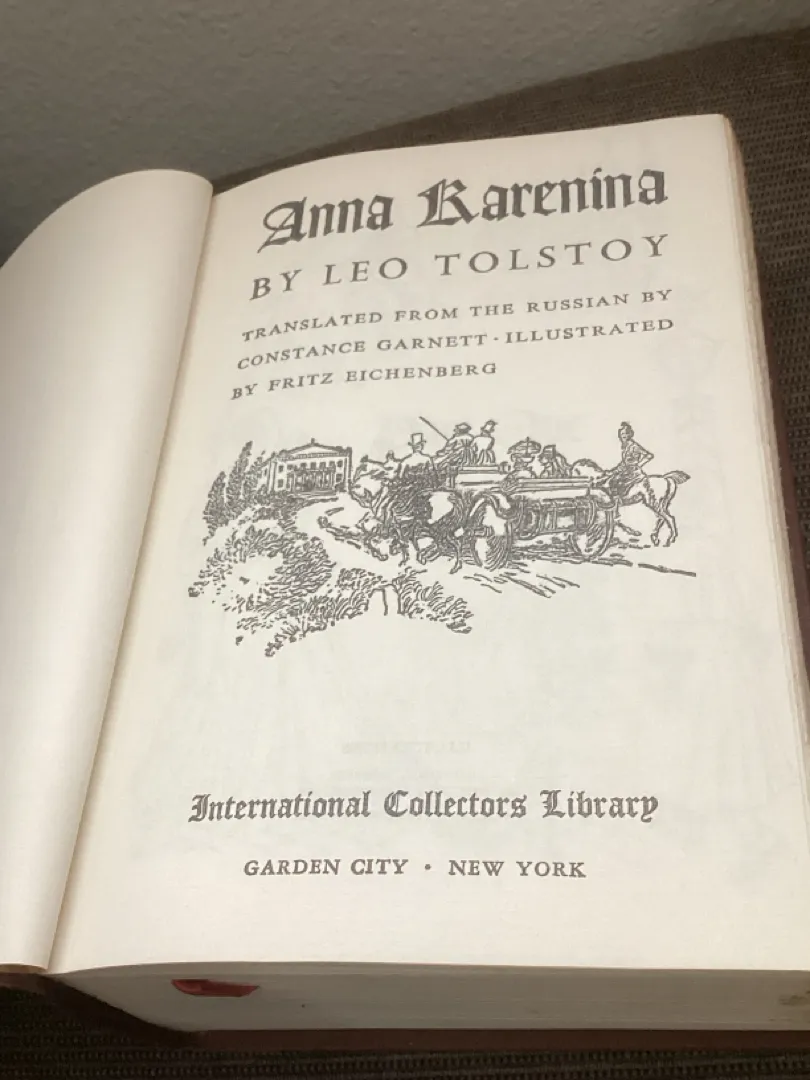 Anna Karenina
BY LEO TOLSTOY
TRANSLATED FROM THE RUSSIAN BY
CONSTANCE GARNETT · ILLUSTRATED
BY FRITZ EICHENBERG
International Collectors Library
GARDEN CITY · NEW YORK